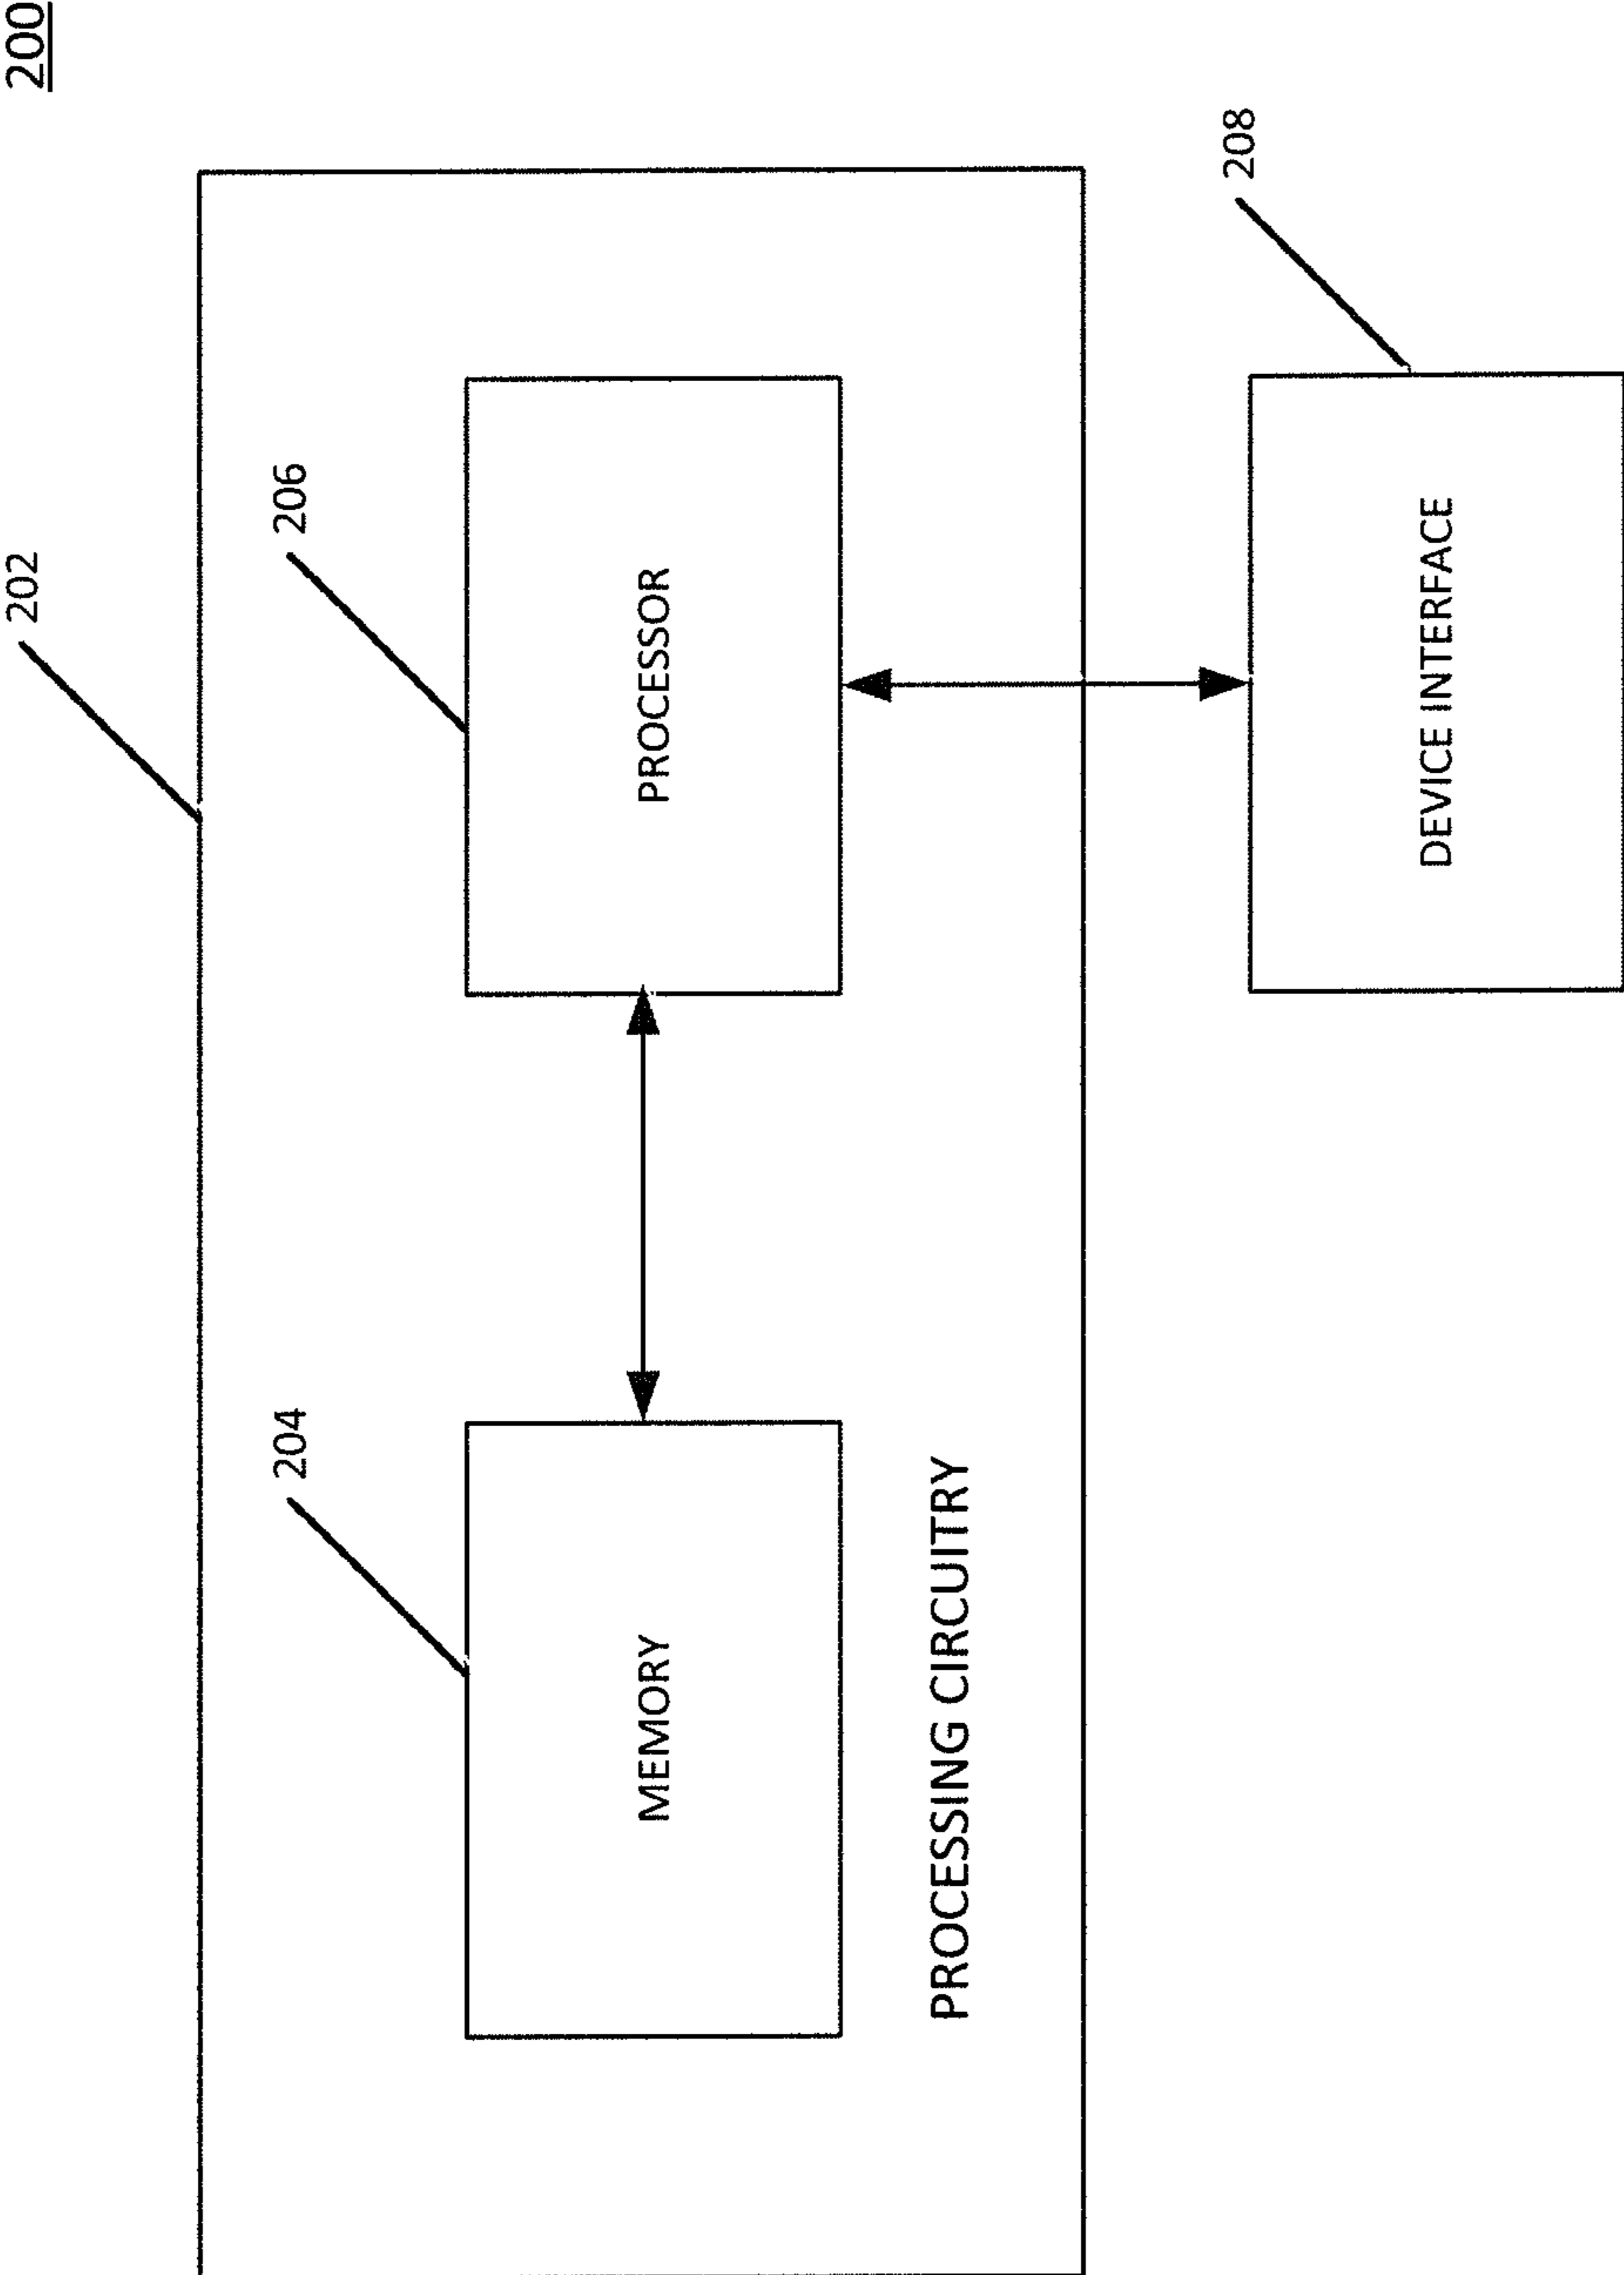 200
202
204
206
MEMORY
PROCESSOR
PROCESSING CIRCUITRY
208
DEVICE INTERFACE